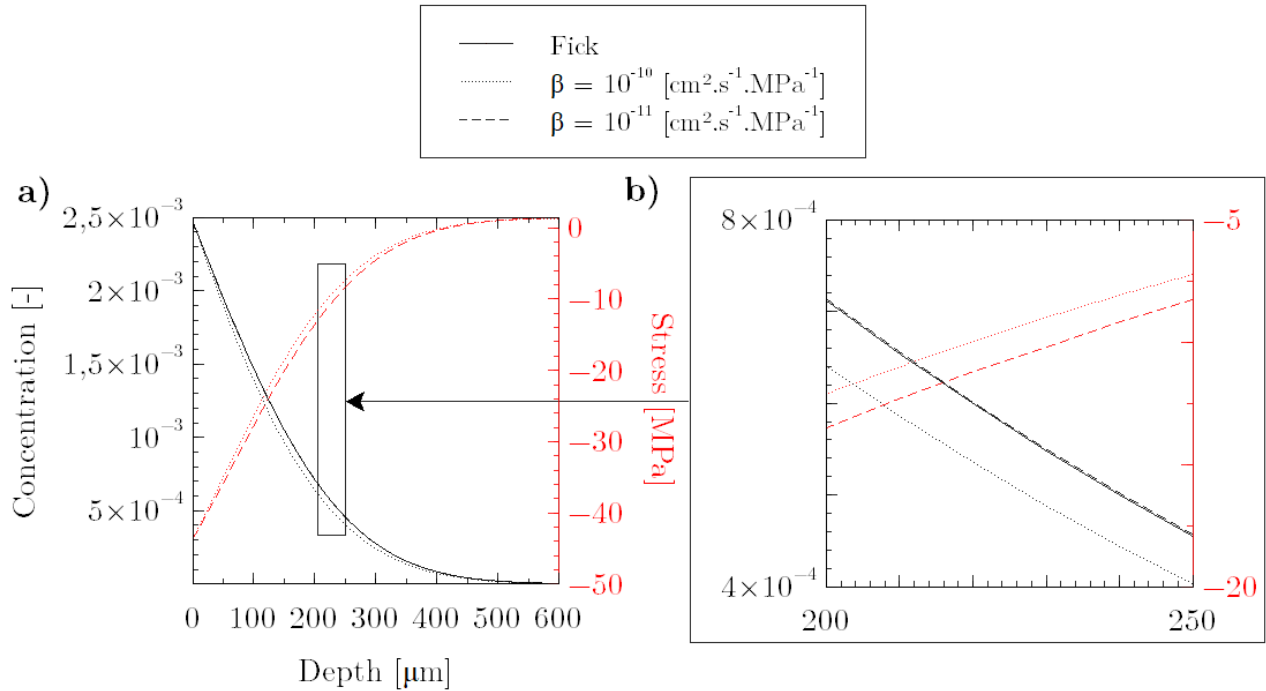 Fick
β = 10⁻¹⁰ [cm².s⁻¹.MPa⁻¹]
β = 10⁻¹¹ [cm².s⁻¹.MPa⁻¹]
a)
2,5×10⁻³
2×10⁻³
1,5×10⁻³
10⁻³
5×10⁻⁴
Concentration [-]
0
−10
−20
−30
−40
−50
Stress [MPa]
0 100 200 300 400 500 600
Depth [μm]
b)
8×10⁻⁴
4×10⁻⁴
−5
−20
200 250